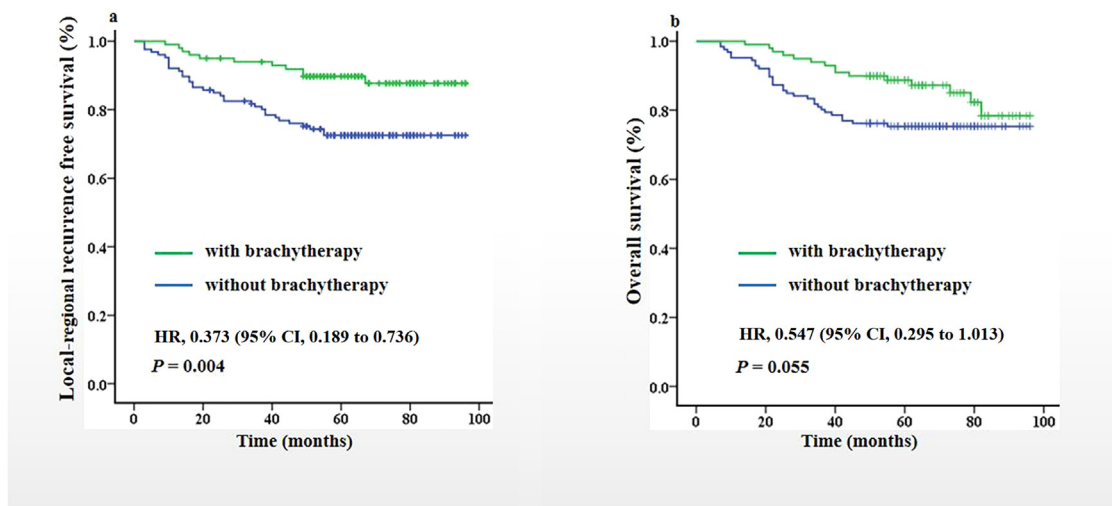 a
Local-regional recurrence free survival (%)
1.0
0.8
0.6
0.4
0.2
0.0
with brachytherapy
without brachytherapy
HR, 0.373 (95% CI, 0.189 to 0.736)
P = 0.004
0 20 40 60 80 100
Time (months)
b
Overall survival (%)
1.0
0.8
0.6
0.4
0.2
0.0
with brachytherapy
without brachytherapy
HR, 0.547 (95% CI, 0.295 to 1.013)
P = 0.055
0 20 40 60 80 100
Time (months)